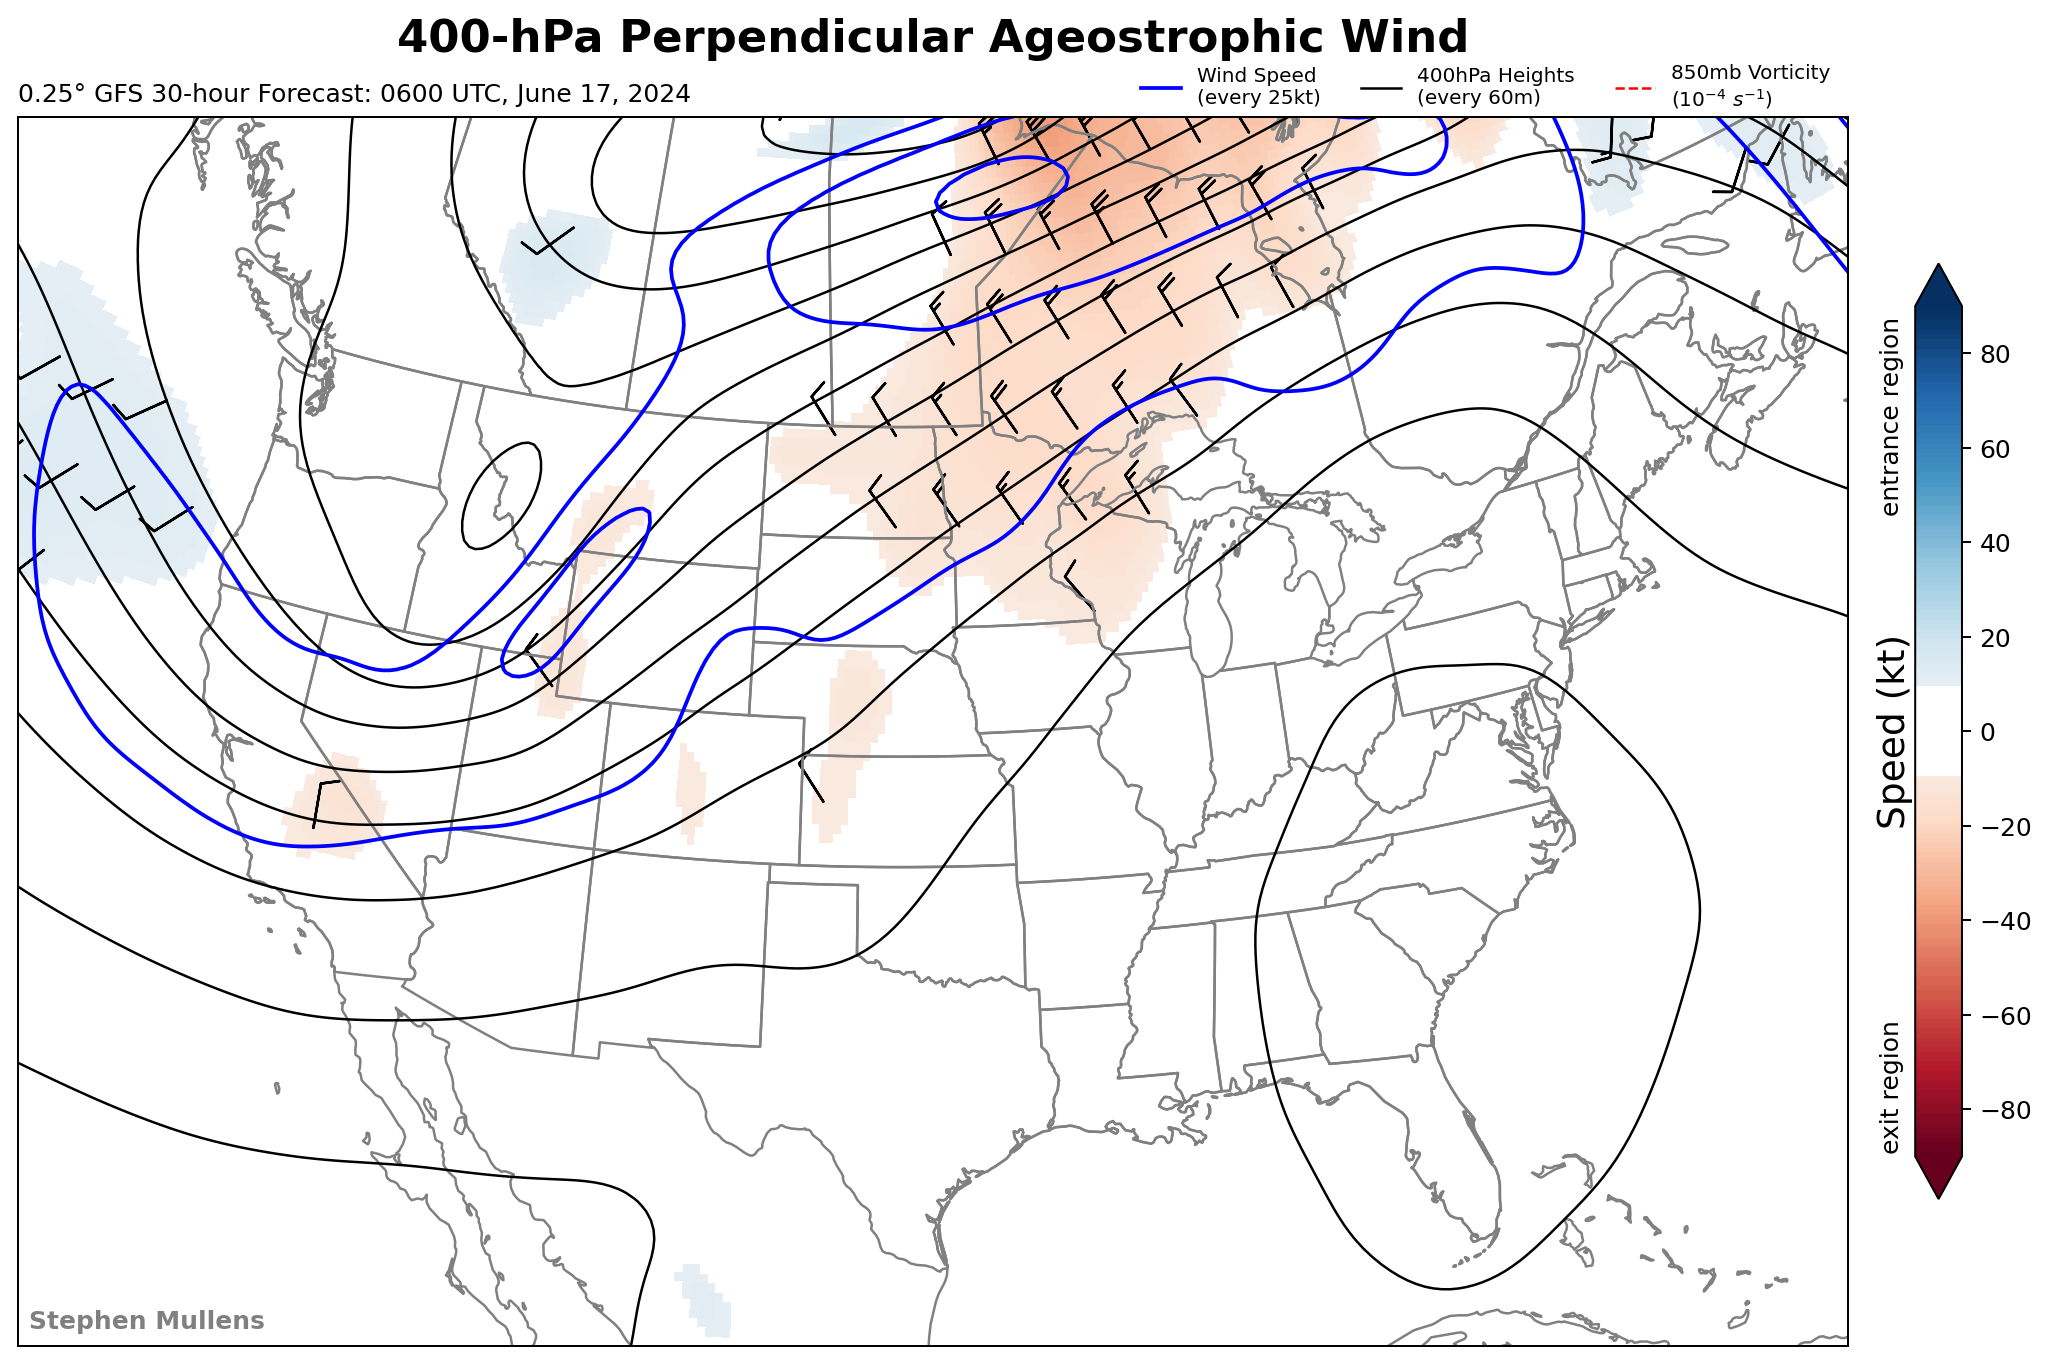 400-hPa Perpendicular Ageostrophic Wind
0.25° GFS 30-hour Forecast: 0600 UTC, June 17, 2024
Wind Speed
(every 25kt)
400hPa Heights
(every 60m)
850mb Vorticity
(10⁻⁴ s⁻¹)
entrance region
Speed (kt)
exit region
80
60
40
20
0
−20
−40
−60
−80
Stephen Mullens